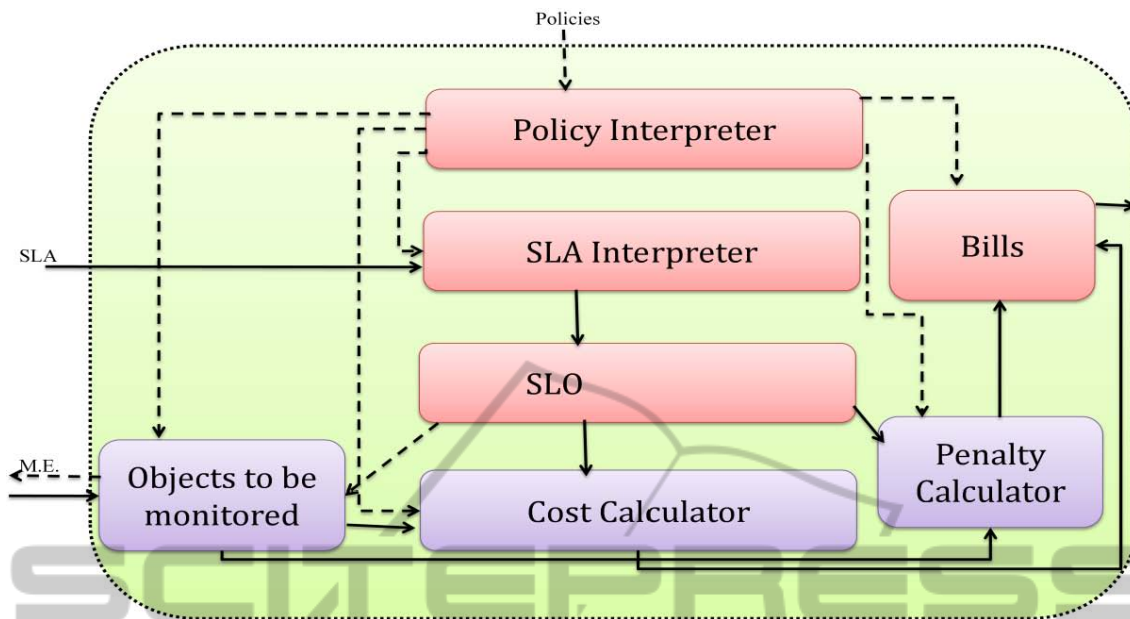 Policies
Policy Interpreter
Bills
SLA
SLA Interpreter
SLO
M.E.
Objects to be
monitored
Cost Calculator
Penalty
Calculator
SCITEPRESS